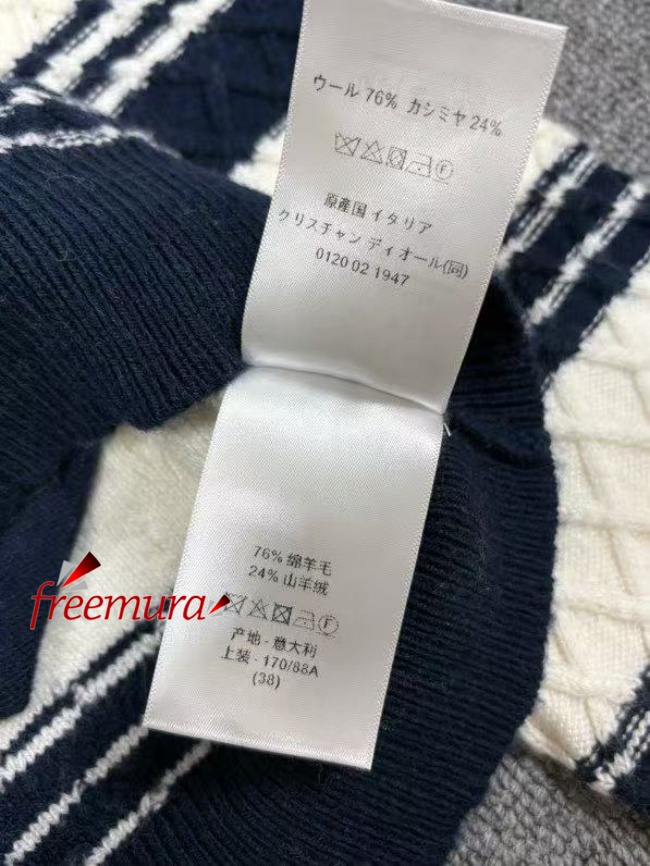 ウール 76% カシミヤ 24%
原産国 イタリア
クリスチャン ディオール(同)
0120 02 1947
76% 绵羊毛
24% 山羊绒
freemura
产地 - 意大利
上装 - 170/88A
(38)